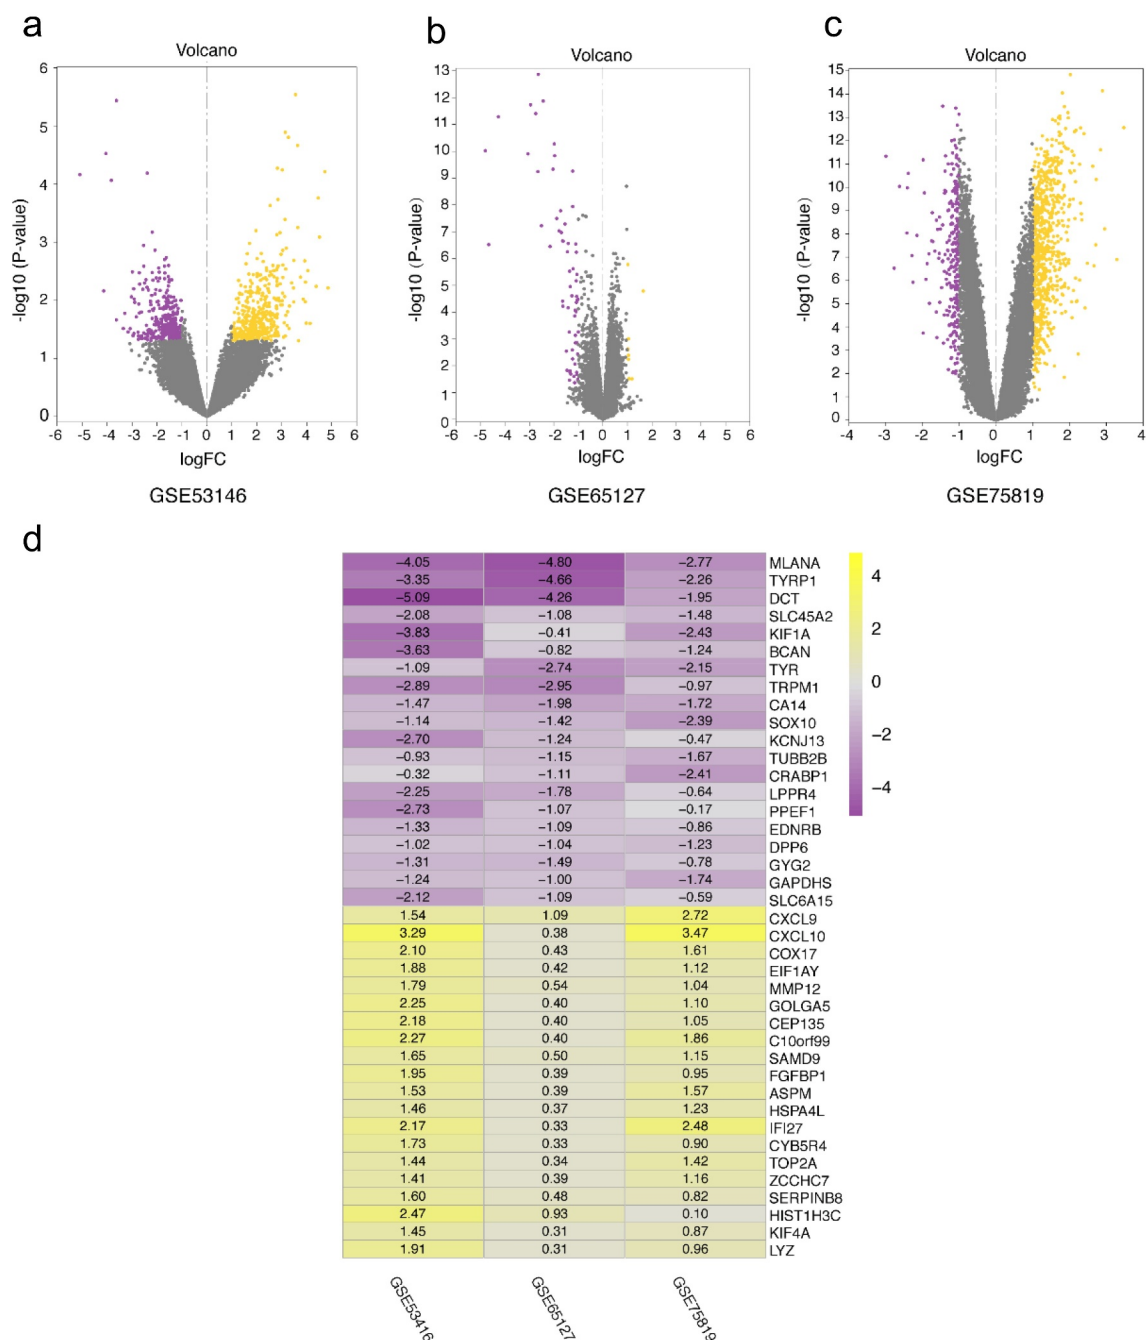 a
Volcano
6
5
4
3
2
1
0
-6 -5 -4 -3 -2 -1 0 1 2 3 4 5 6
-log10 (P-value)
logFC
GSE53146
b
Volcano
13
12
11
10
9
8
7
6
5
4
3
2
1
0
-6 -5 -4 -3 -2 -1 0 1 2 3 4 5 6
-log10 (P-value)
logFC
GSE65127
c
Volcano
15
14
13
12
11
10
9
8
7
6
5
4
3
2
1
0
-4 -3 -2 -1 0 1 2 3 4
-log10 (P-value)
logFC
GSE75819
d
−4.05 −4.80 −2.77 MLANA
−3.35 −4.66 −2.26 TYRP1
−5.09 −4.26 −1.95 DCT
−2.08 −1.08 −1.48 SLC45A2
−3.83 −0.41 −2.43 KIF1A
−3.63 −0.82 −1.24 BCAN
−1.09 −2.74 −2.15 TYR
−2.89 −2.95 −0.97 TRPM1
−1.47 −1.98 −1.72 CA14
−1.14 −1.42 −2.39 SOX10
−2.70 −1.24 −0.47 KCNJ13
−0.93 −1.15 −1.67 TUBB2B
−0.32 −1.11 −2.41 CRABP1
−2.25 −1.78 −0.64 LPPR4
−2.73 −1.07 −0.17 PPEF1
−1.33 −1.09 −0.86 EDNRB
−1.02 −1.04 −1.23 DPP6
−1.31 −1.49 −0.78 GYG2
−1.24 −1.00 −1.74 GAPDHS
−2.12 −1.09 −0.59 SLC6A15
1.54 1.09 2.72 CXCL9
3.29 0.38 3.47 CXCL10
2.10 0.43 1.61 COX17
1.88 0.42 1.12 EIF1AY
1.79 0.54 1.04 MMP12
2.25 0.40 1.10 GOLGA5
2.18 0.40 1.05 CEP135
2.27 0.40 1.86 C10orf99
1.65 0.50 1.15 SAMD9
1.95 0.39 0.95 FGFBP1
1.53 0.39 1.57 ASPM
1.46 0.37 1.23 HSPA4L
2.17 0.33 2.48 IFI27
1.73 0.33 0.90 CYB5R4
1.44 0.34 1.42 TOP2A
1.41 0.39 1.16 ZCCHC7
1.60 0.48 0.82 SERPINB8
2.47 0.93 0.10 HIST1H3C
1.45 0.31 0.87 KIF4A
1.91 0.31 0.96 LYZ
4
2
0
−2
−4
GSE53416
GSE65127
GSE75819